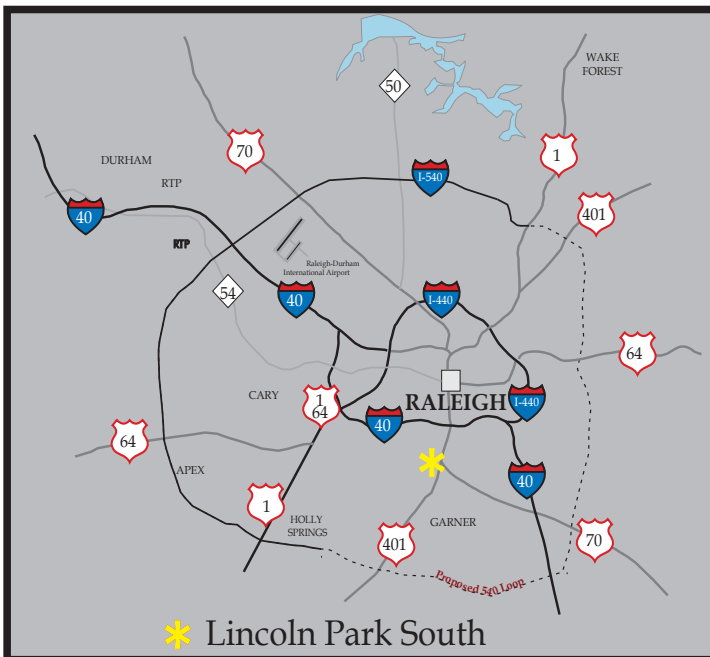 WAKE
FOREST
50
70
1
DURHAM
I-540
RTP
401
40
RTP
Raleigh-Durham
International Airport
54
40
I-440
64
CARY
1
64
RALEIGH
I-440
40
64
APEX
40
1
HOLLY
SPRINGS
GARNER
401
70
Proposed 540 Loop
Lincoln Park South